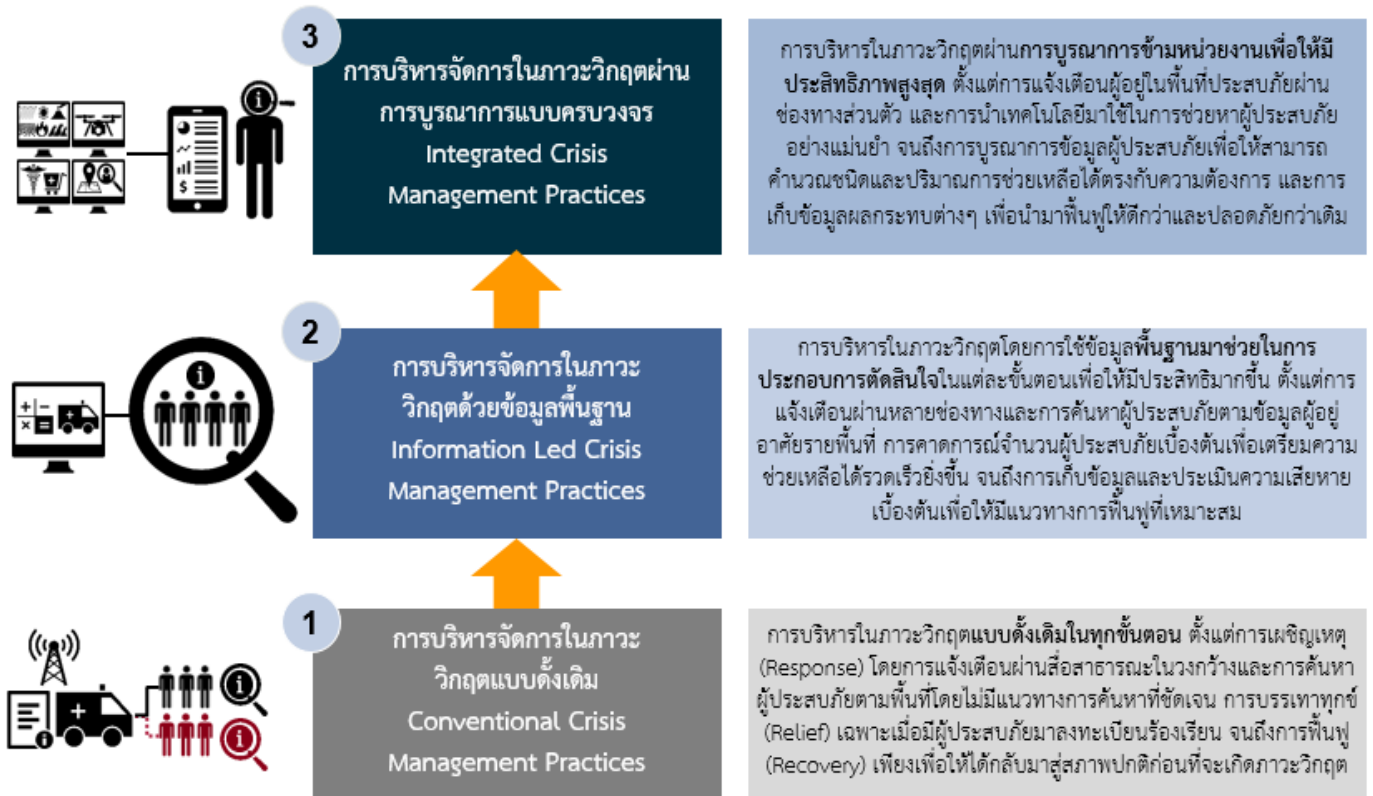 3
การบริหารจัดการในภาวะวิกฤตผ่าน
การบูรณาการแบบครบวงจร
Integrated Crisis
Management Practices
การบริหารในภาวะวิกฤตผ่านการบูรณาการข้ามหน่วยงานเพื่อให้มี
ประสิทธิภาพสูงสุด ตั้งแต่การแจ้งเตือนผู้อยู่ในพื้นที่ประสบภัยผ่าน
ช่องทางส่วนตัว และการนำเทคโนโลยีมาใช้ในการช่วยหาผู้ประสบภัย
อย่างแม่นยำ จนถึงการบูรณาการข้อมูลผู้ประสบภัยเพื่อให้สามารถ
คำนวณชนิดและปริมาณการช่วยเหลือได้ตรงกับความต้องการ และการ
เก็บข้อมูลผลกระทบต่างๆ เพื่อนำมาฟื้นฟูให้ดีกว่าและปลอดภัยกว่าเดิม
2
การบริหารจัดการในภาวะ
วิกฤตด้วยข้อมูลพื้นฐาน
Information Led Crisis
Management Practices
การบริหารในภาวะวิกฤตโดยการใช้ข้อมูลพื้นฐานมาช่วยในการ
ประกอบการตัดสินใจในแต่ละขั้นตอนเพื่อให้มีประสิทธิมากขึ้น ตั้งแต่การ
แจ้งเตือนผ่านหลายช่องทางและการค้นหาผู้ประสบภัยตามข้อมูลผู้อยู่
อาศัยรายพื้นที่ การคาดการณ์จำนวนผู้ประสบภัยเบื้องต้นเพื่อเตรียมความ
ช่วยเหลือได้รวดเร็วยิ่งขึ้น จนถึงการเก็บข้อมูลและประเมินความเสียหาย
เบื้องต้นเพื่อให้มีแนวทางการฟื้นฟูที่เหมาะสม
1
การบริหารจัดการในภาวะ
วิกฤตแบบดั้งเดิม
Conventional Crisis
Management Practices
การบริหารในภาวะวิกฤตแบบดั้งเดิมในทุกขั้นตอน ตั้งแต่การเผชิญเหตุ
(Response) โดยการแจ้งเตือนผ่านสื่อสาธารณะในวงกว้างและการค้นหา
ผู้ประสบภัยตามพื้นที่โดยไม่มีแนวทางการค้นหาที่ชัดเจน การบรรเทาทุกข์
(Relief) เฉพาะเมื่อมีผู้ประสบภัยมาลงทะเบียนร้องเรียน จนถึงการฟื้นฟู
(Recovery) เพียงเพื่อให้ได้กลับมาสู่สภาพปกติก่อนที่จะเกิดภาวะวิกฤต